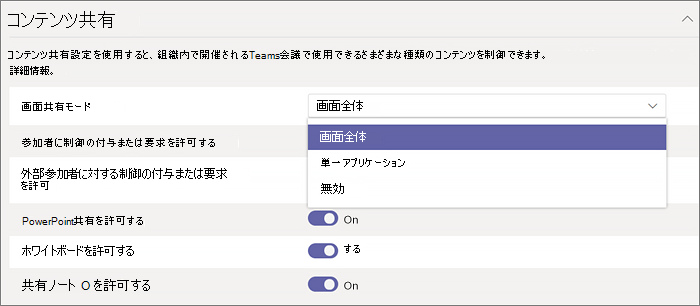 コンテンツ共有
コンテンツ共有設定を使用すると、組織内で開催されるTeams会議で使用できるさまざまな種類のコンテンツを制御できます。
詳細情報。
画面共有モード
画面全体
画面全体
参加者に制御の付与または要求を許可する
単一アプリケーション
外部参加者に対する制御の付与または要求
を許可
無効
PowerPoint共有を許可する On
ホワイトボードを許可する する
共有ノート O を許可する On